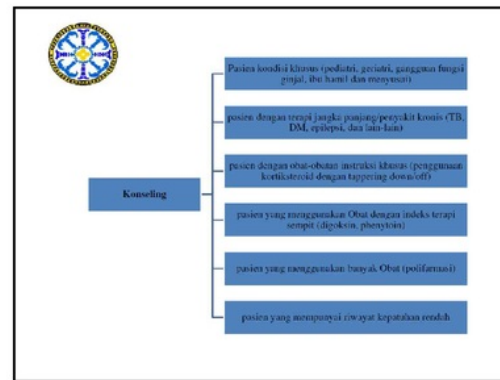 Pasien kondisi khusus (pediatri, geriatri, gangguan fungsi
ginjal, ibu hamil dan menyusui)
pasien dengan terapi jangka panjang/penyakit kronis (TB,
DM, epilepsi, dan lain-lain)
pasien dengan obat-obatan instruksi khusus (penggunaan
kortiksteroid dengan tappering down/off)
Konseling
pasien yang menggunakan Obat dengan indeks terapi
sempit (digoksin, phenytoin)
pasien yang menggunakan banyak Obat (polifarmasi)
pasien yang mempunyai riwayat kepatuhan rendah